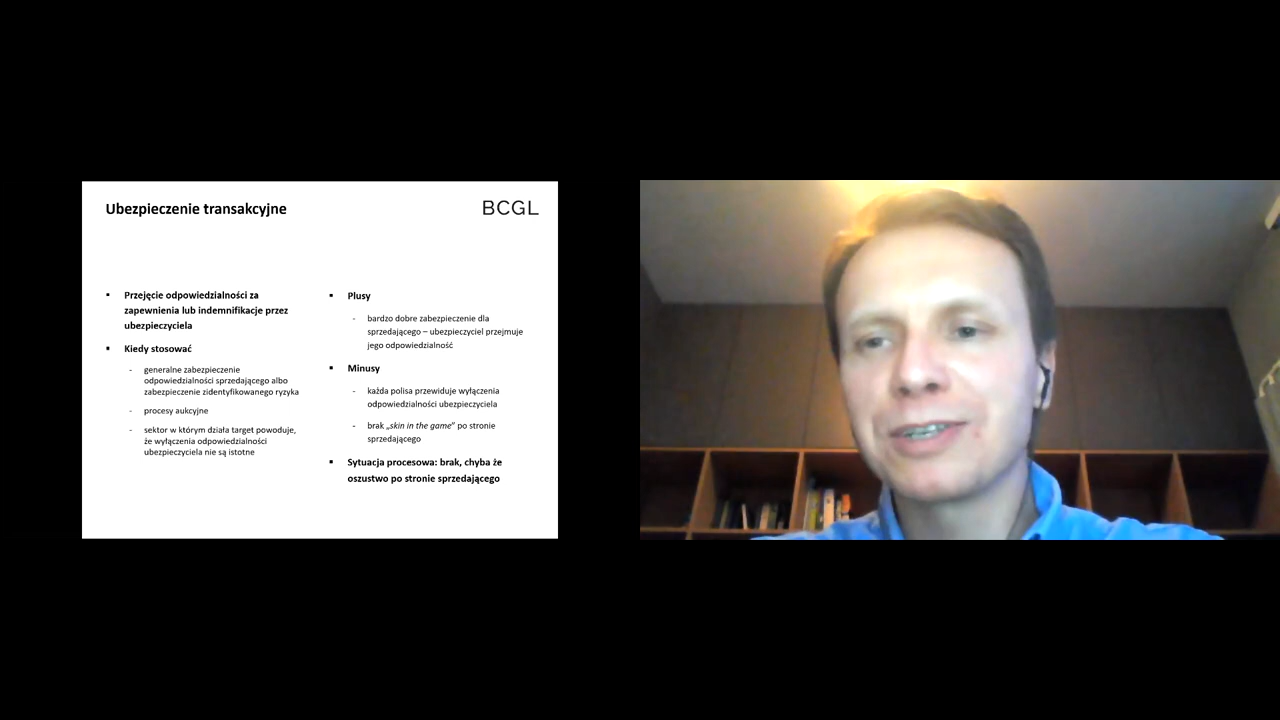 Ubezpieczenie transakcyjne
BCGL
▪ Przejęcie odpowiedzialności za
zapewnienia lub indemnifikacje przez
ubezpieczyciela
▪ Kiedy stosować
- generalne zabezpieczenie
odpowiedzialności sprzedającego albo
zabezpieczenie zidentyfikowanego ryzyka
- procesy aukcyjne
- sektor w którym działa target powoduje,
że wyłączenia odpowiedzialności
ubezpieczyciela nie są istotne
▪ Plusy
- bardzo dobre zabezpieczenie dla
sprzedającego – ubezpieczyciel przejmuje
jego odpowiedzialność
▪ Minusy
- każda polisa przewiduje wyłączenia
odpowiedzialności ubezpieczyciela
- brak „skin in the game” po stronie
sprzedającego
▪ Sytuacja procesowa: brak, chyba że
oszustwo po stronie sprzedającego